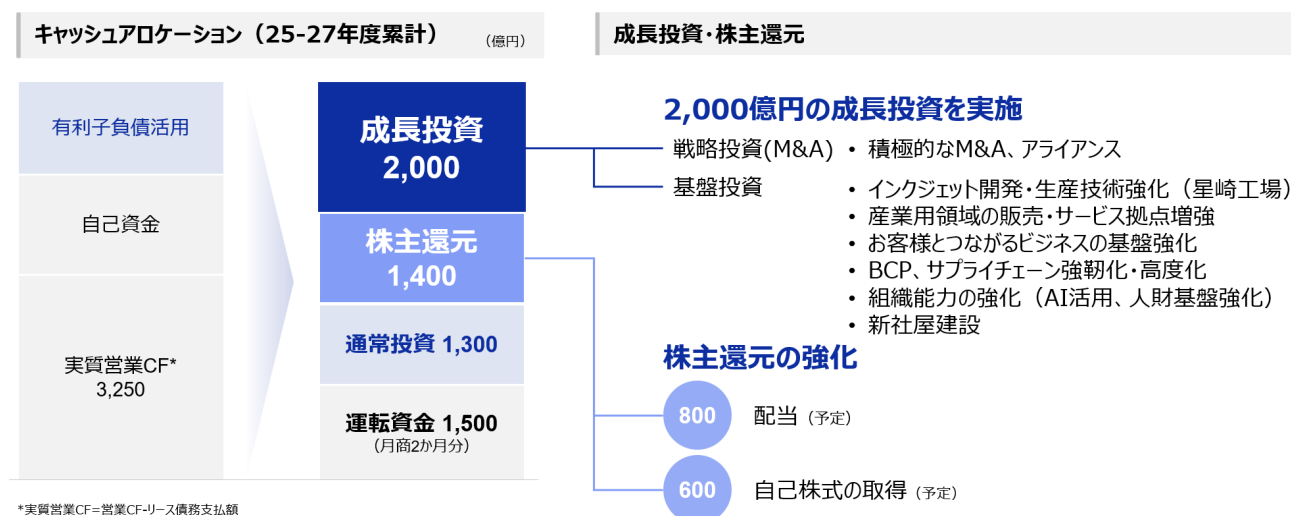 キャッシュアロケーション（25-27年度累計）
（億円）
有利子負債活用
自己資金
実質営業CF*
3,250
成長投資
2,000
株主還元
1,400
通常投資 1,300
運転資金 1,500
（月商2か月分）
*実質営業CF=営業CF-リース債務支払額
成長投資・株主還元
2,000億円の成長投資を実施
戦略投資(M&A) ・ 積極的なM&A、アライアンス
基盤投資 ・ インクジェット開発・生産技術強化（星崎工場）
・ 産業用領域の販売・サービス拠点増強
・ お客様とつながるビジネスの基盤強化
・ BCP、サプライチェーン強靭化・高度化
・ 組織能力の強化（AI活用、人財基盤強化）
・ 新社屋建設
株主還元の強化
800 配当（予定）
600 自己株式の取得（予定）